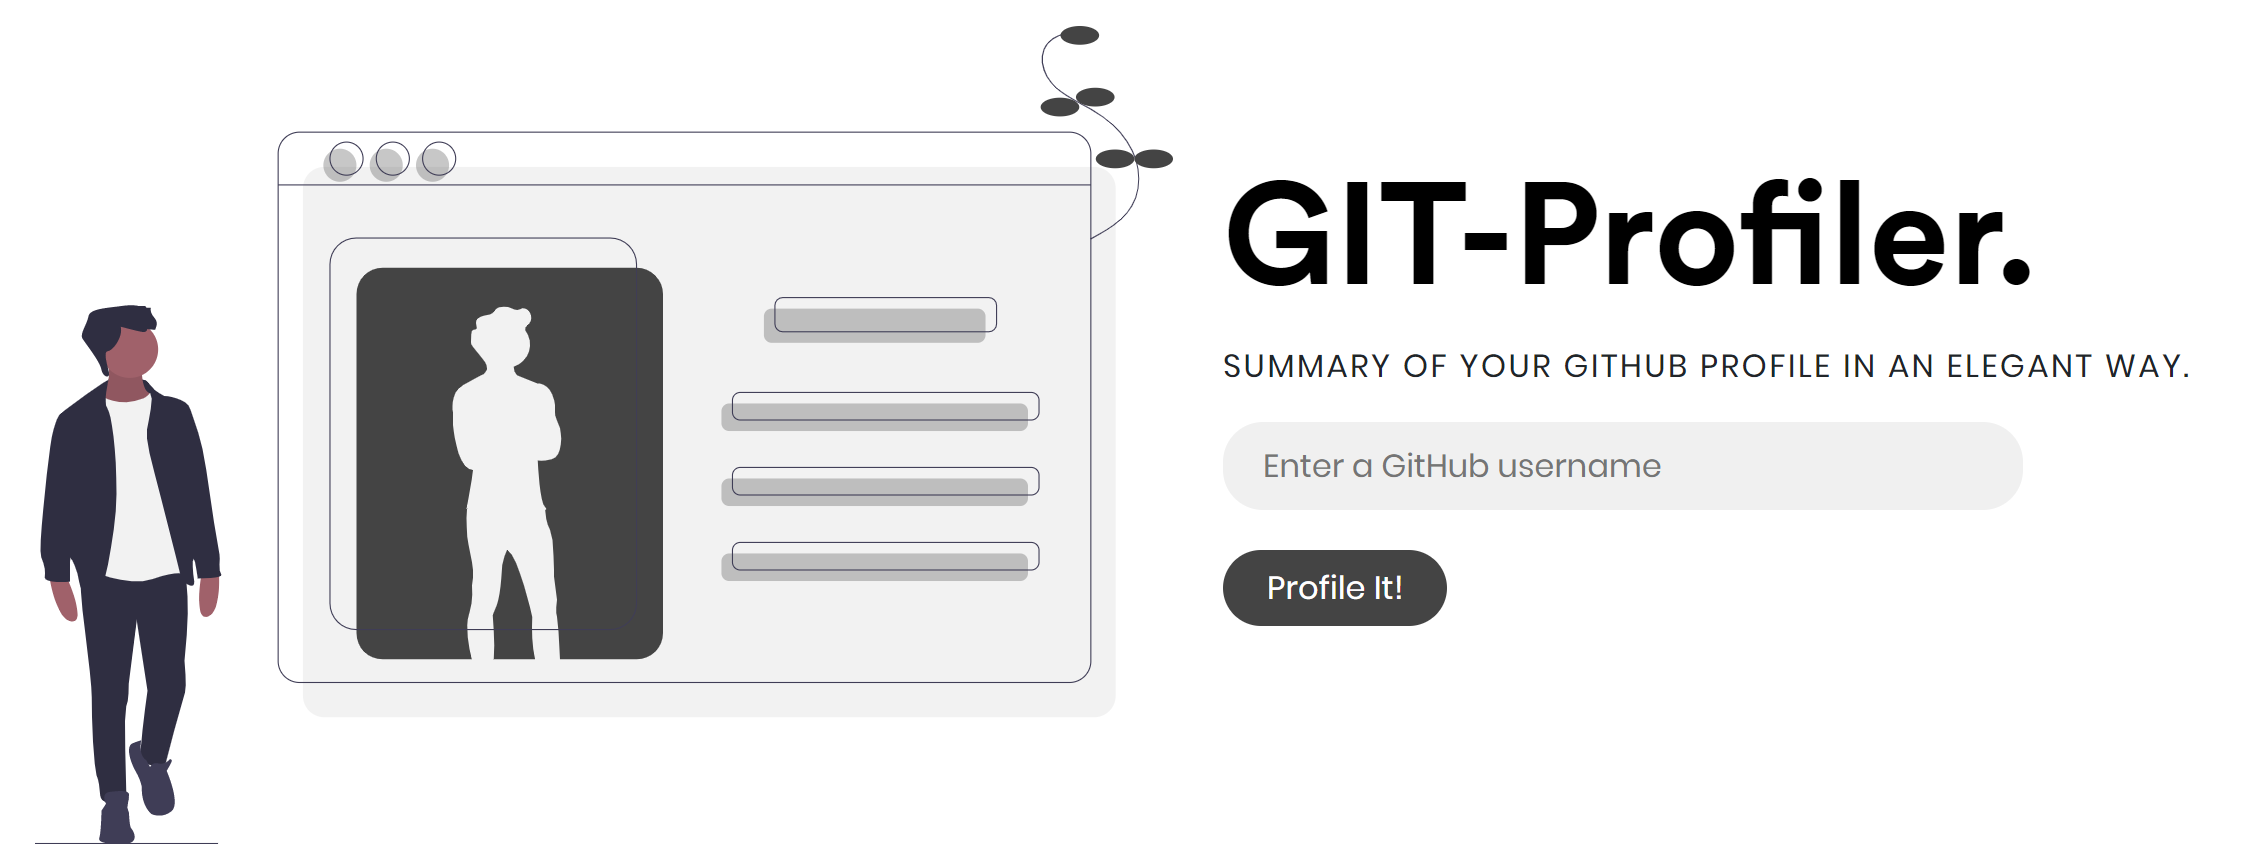 GIT-Profiler.
SUMMARY OF YOUR GITHUB PROFILE IN AN ELEGANT WAY.
Enter a GitHub username
Profile It!